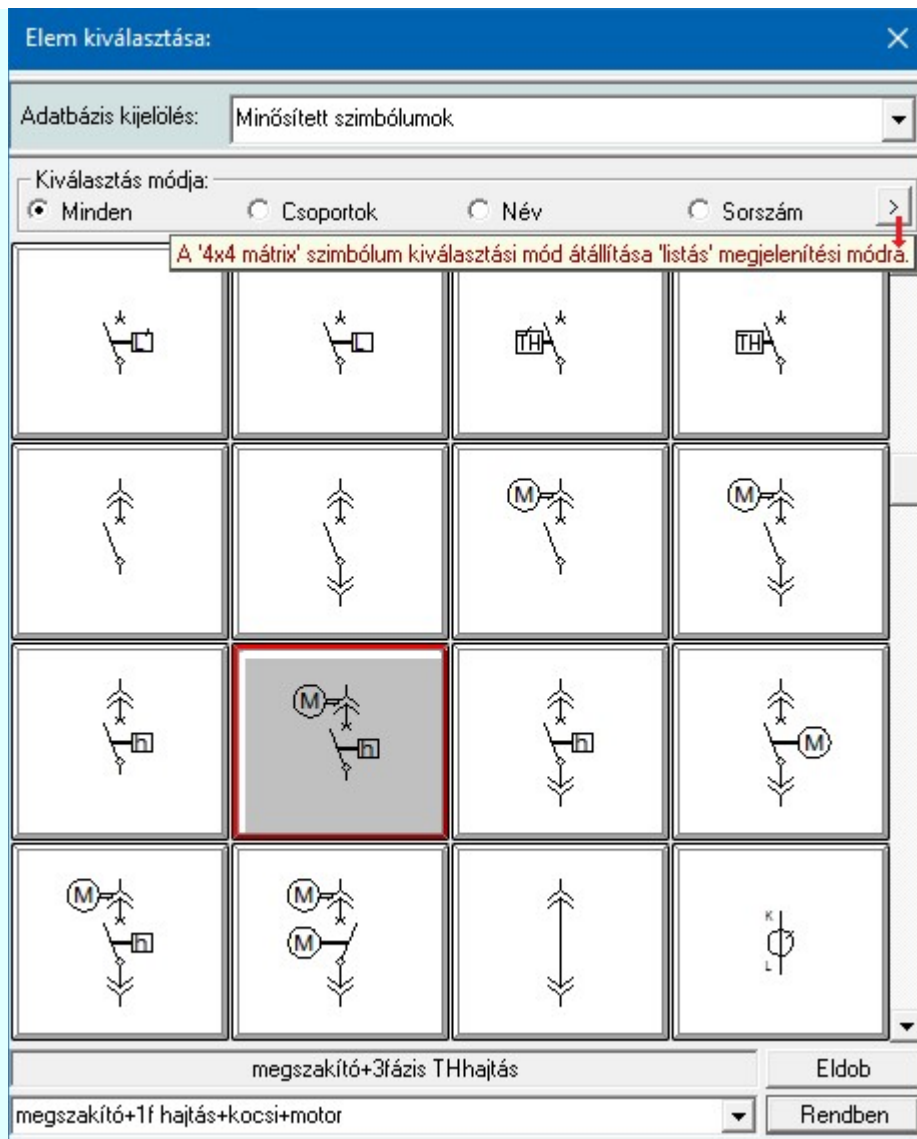 Elem kiválasztása:
Adatbázis kijelölés: Minősített szimbólumok
Kiválasztás módja:
Minden Csoportok Név Sorszám >
A '4x4 mátrix' szimbólum kiválasztási mód átállítása 'listás' megjelenítési módra.
L L TH TH
M M
h M h h M
M h M M K L
megszakító+3fázis THhajtás Eldob
megszakító+1f hajtás+kocsi+motor Rendben